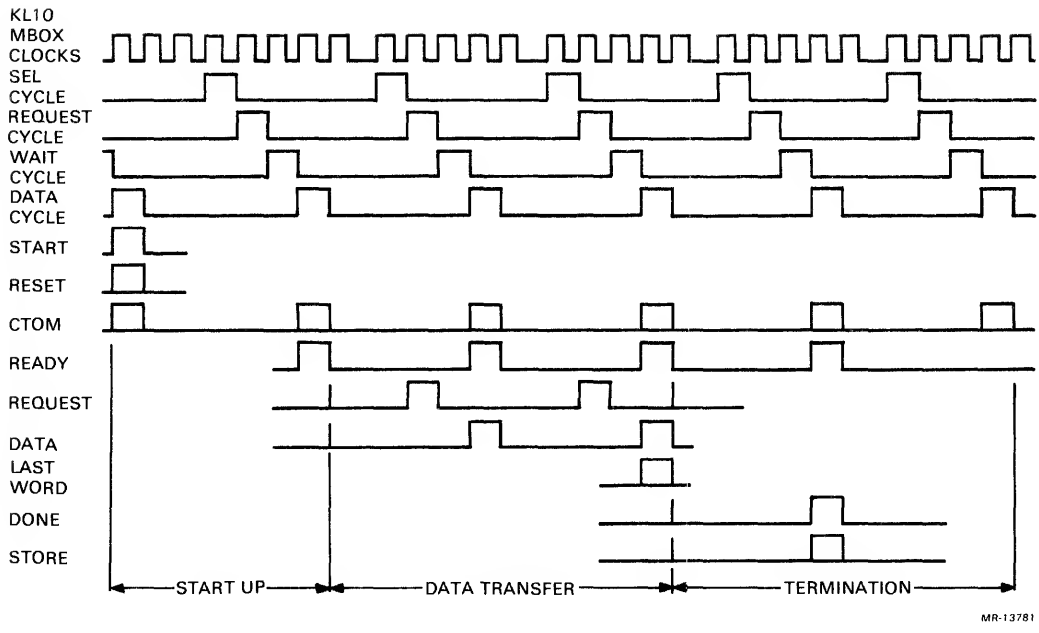 KL10
MBOX
CLOCKS
SEL
CYCLE
REQUEST
CYCLE
WAIT
CYCLE
DATA
CYCLE
START
RESET
CTOM
READY
REQUEST
DATA
LAST
WORD
DONE
STORE
START UP
DATA TRANSFER
TERMINATION
MR-13781